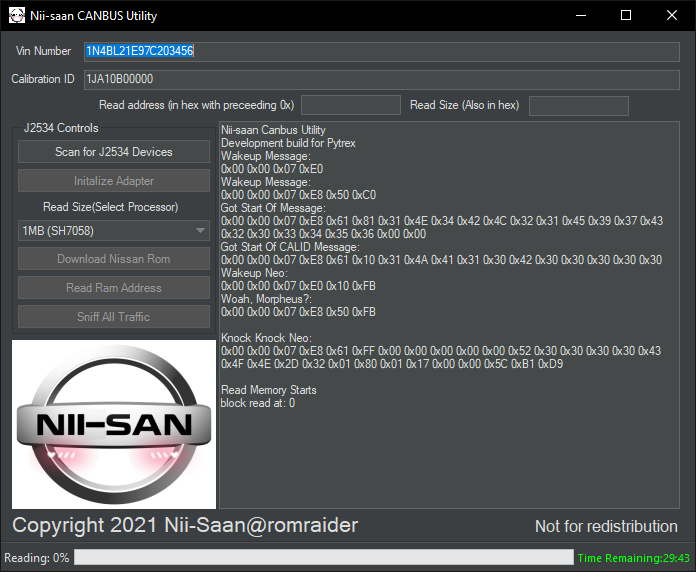 Nii-saan CANBUS Utility
Vin Number 1N4BL21E97C203456
Calibration ID 1JA10B00000
Read address (in hex with preceeding 0x) Read Size (Also in hex)
J2534 Controls
Scan for J2534 Devices
Initalize Adapter
Read Size(Select Processor)
1MB (SH7058)
Download Nissan Rom
Read Ram Address
Sniff All Traffic
Nii-saan Canbus Utility
Development build for Pytrex
Wakeup Message:
0x00 0x00 0x07 0xE0
Wakeup Message:
0x00 0x00 0x07 0xE8 0x50 0xC0
Got Start Of Message:
0x00 0x00 0x07 0xE8 0x61 0x81 0x31 0x4E 0x34 0x42 0x4C 0x32 0x31 0x45 0x39 0x37 0x43
0x32 0x30 0x33 0x34 0x35 0x36 0x00 0x00
Got Start Of CALID Message:
0x00 0x00 0x07 0xE8 0x61 0x10 0x31 0x4A 0x41 0x31 0x30 0x42 0x30 0x30 0x30 0x30 0x30
Wakeup Neo:
0x00 0x00 0x07 0xE0 0x10 0xFB
Woah, Morpheus?:
0x00 0x00 0x07 0xE8 0x50 0xFB
Knock Knock Neo:
0x00 0x00 0x07 0xE8 0x61 0xFF 0x00 0x00 0x00 0x00 0x00 0x52 0x30 0x30 0x30 0x30 0x43
0x4F 0x4E 0x2D 0x32 0x01 0x80 0x01 0x17 0x00 0x00 0x5C 0xB1 0xD9
Read Memory Starts
block read at: 0
NII-SAN
Copyright 2021 Nii-Saan@romraider
Not for redistribution
Reading: 0%
Time Remaining:29:43